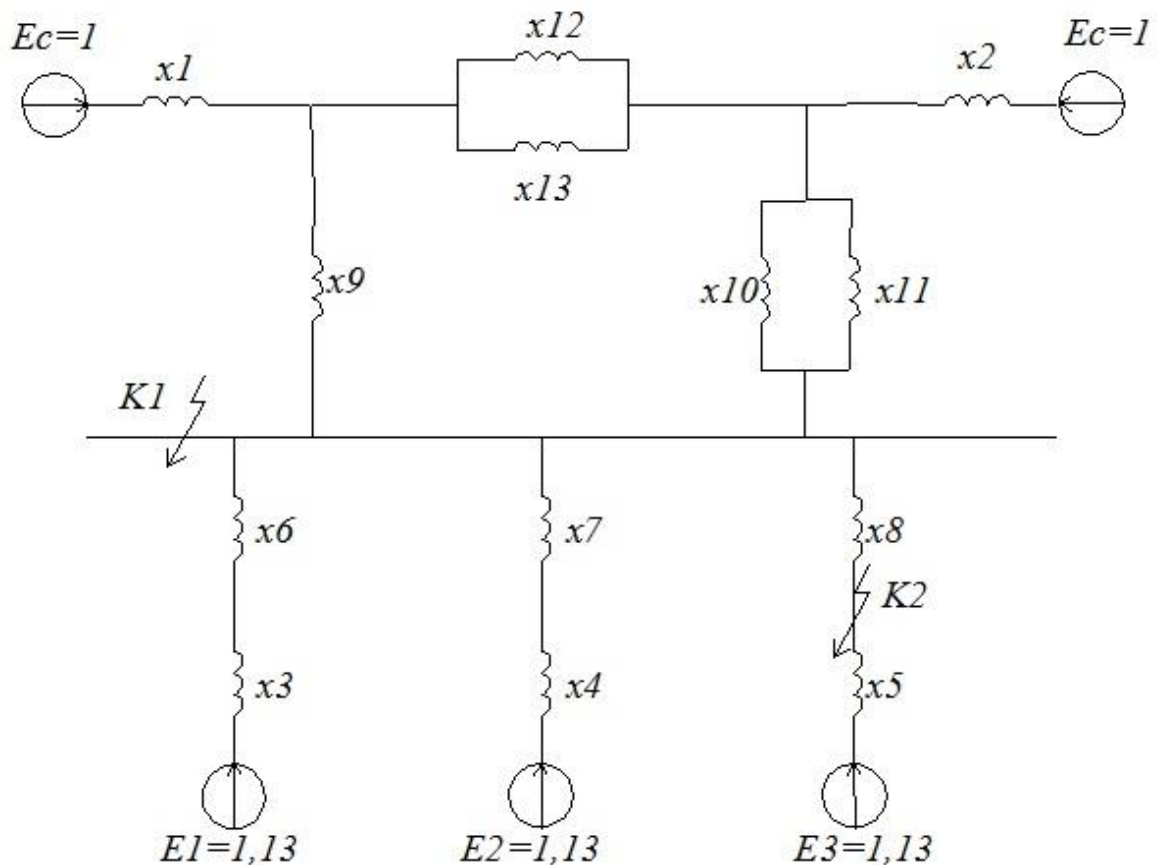 Ec=1
x1
x12
x13
x2
Ec=1
x9
x10
x11
K1
x6
x7
x8
K2
x3
x4
x5
E1=1,13
E2=1,13
E3=1,13